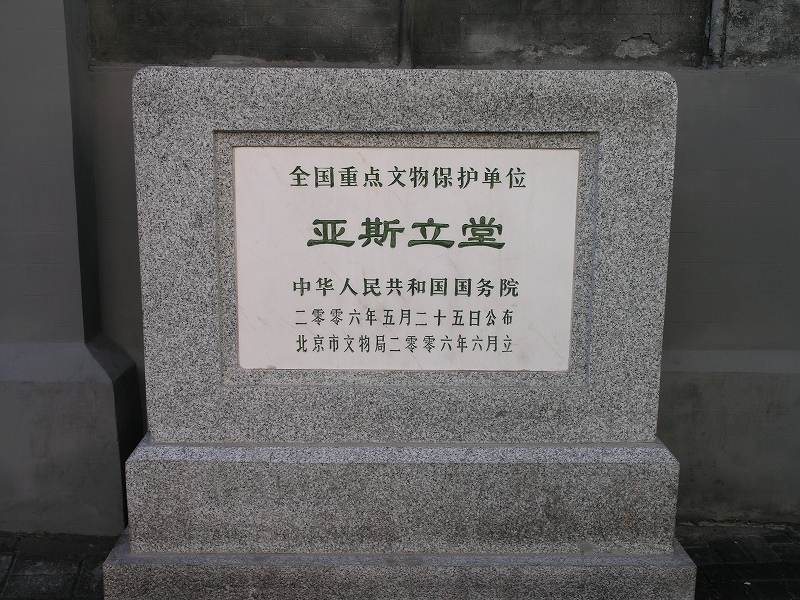 全国重点文物保护单位
亚斯立堂
中华人民共和国国务院
二零零六年五月二十五日公布
北京市文物局二零零六年六月立